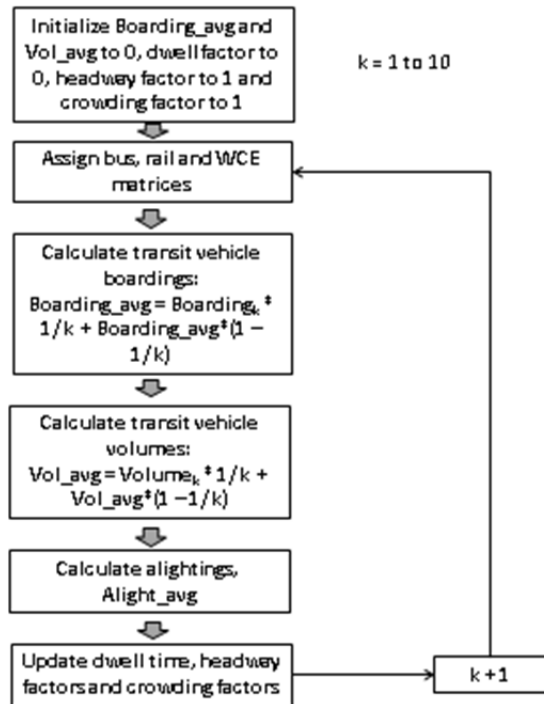 Initialize Boarding_avg and
Vol_avg to 0, dwell factor to
0, headway factor to 1 and
crowding factor to 1
k = 1 to 10
Assign bus, rail and WCE
matrices
Calculate transit vehicle
boardings:
Boarding_avg = Boardingₖ *
1/k + Boarding_avg*(1 –
1/k)
Calculate transit vehicle
volumes:
Vol_avg = Volumeₖ * 1/k +
Vol_avg*(1 –1/k)
Calculate alightings,
Alight_avg
Update dwell time, headway
factors and crowding factors
k +1